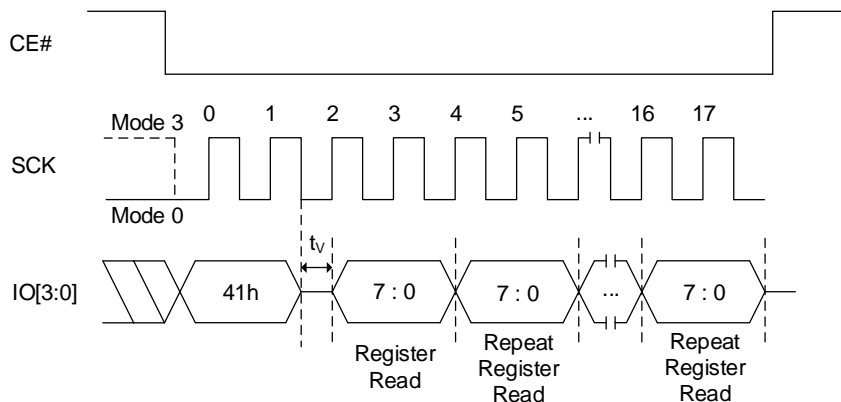 CE#
0 1 2 3 4 5 ... 16 17
Mode 3
SCK
Mode 0
tV
IO[3:0] 41h 7 : 0 7 : 0 ... 7 : 0
Register
Read
Repeat
Register
Read
Repeat
Register
Read